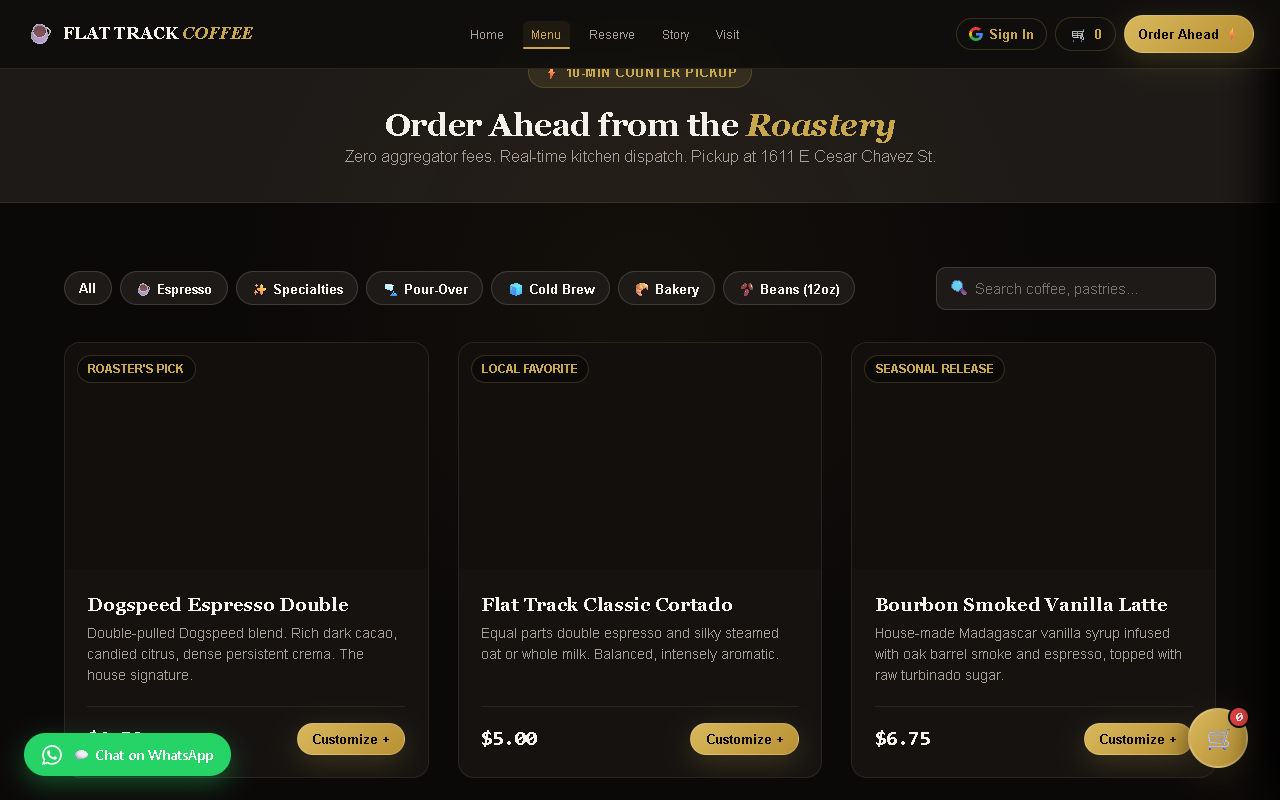 FLAT TRACK COFFEE
Home
Menu
Reserve
Story
Visit
Sign In
0
Order Ahead
10-MIN COUNTER PICKUP
Order Ahead from the Roastery
Zero aggregator fees. Real-time kitchen dispatch. Pickup at 1611 E Cesar Chavez St.
All
Espresso
Specialties
Pour-Over
Cold Brew
Bakery
Beans (12oz)
Search coffee, pastries...
ROASTER'S PICK
Dogspeed Espresso Double
Double-pulled Dogspeed blend. Rich dark cacao,
candied citrus, dense persistent crema. The
house signature.
Customize +
LOCAL FAVORITE
Flat Track Classic Cortado
Equal parts double espresso and silky steamed
oat or whole milk. Balanced, intensely aromatic.
$5.00
Customize +
SEASONAL RELEASE
Bourbon Smoked Vanilla Latte
House-made Madagascar vanilla syrup infused
with oak barrel smoke and espresso, topped with
raw turbinado sugar.
$6.75
Customize +
0
Chat on WhatsApp